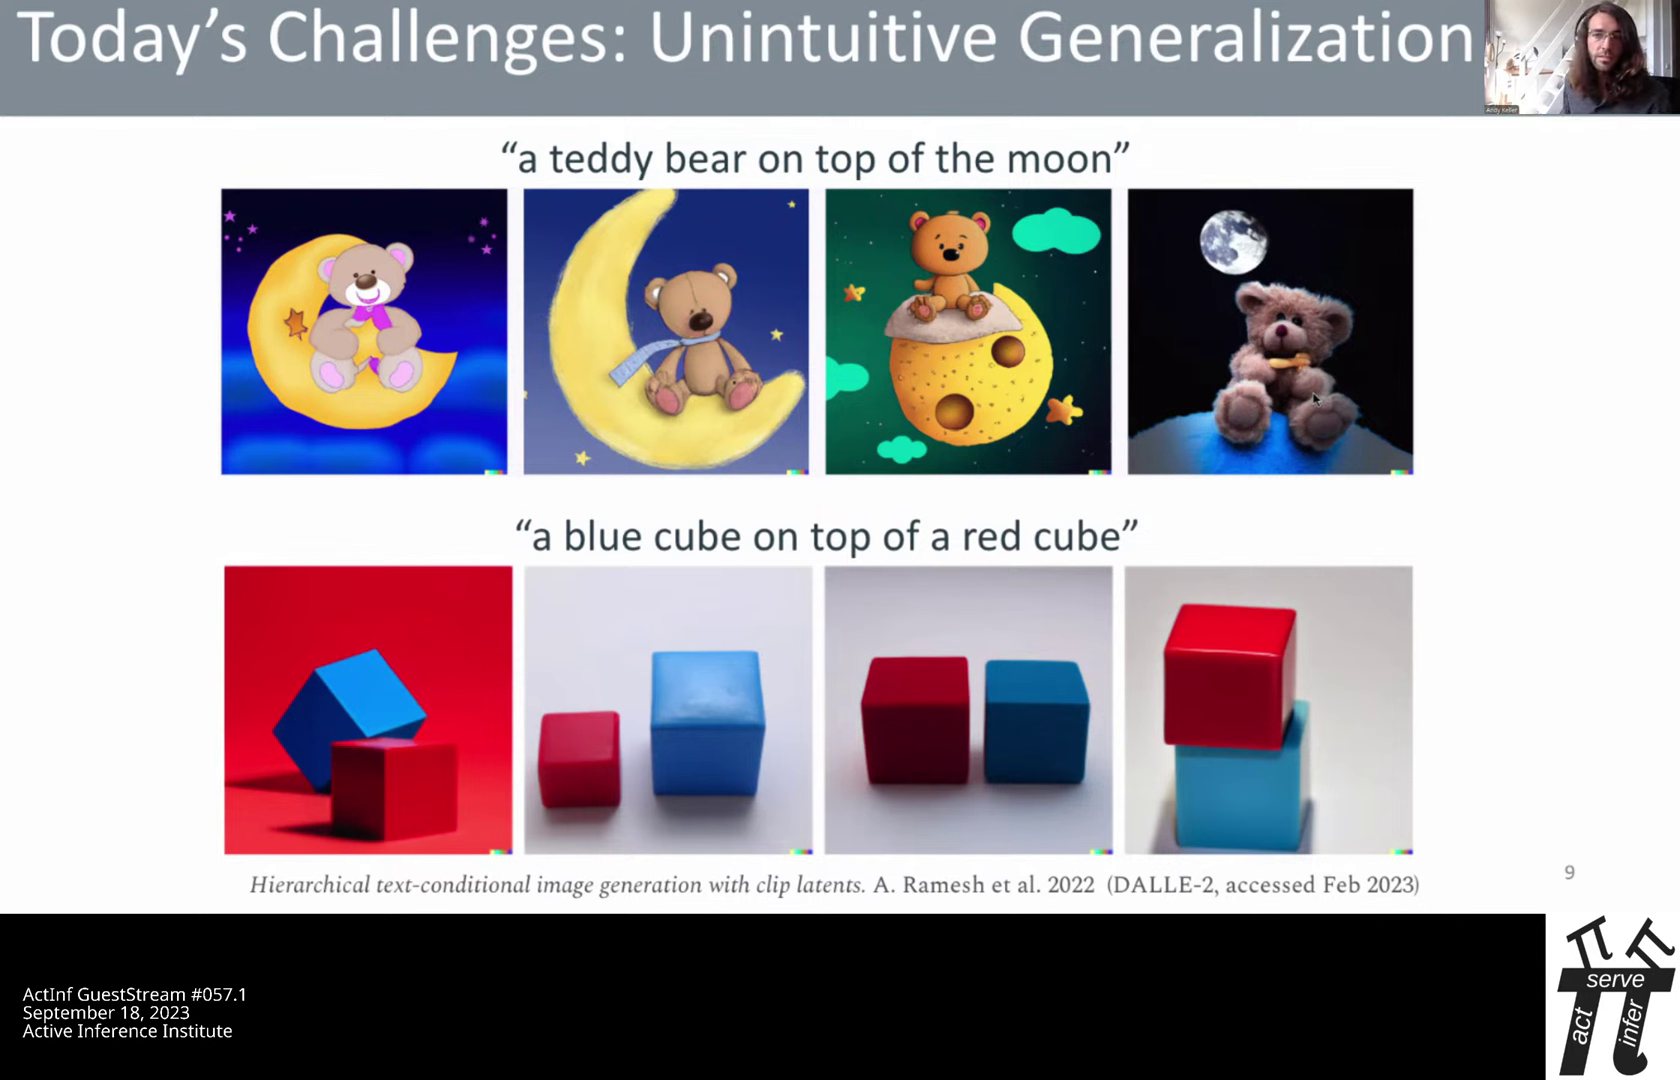 Today's Challenges: Unintuitive Generalization
Andy Keller
“a teddy bear on top of the moon”
“a blue cube on top of a red cube”
Hierarchical text-conditional image generation with clip latents. A. Ramesh et al. 2022 (DALLE-2, accessed Feb 2023)
9
ActInf GuestStream #057.1
September 18, 2023
Active Inference Institute
serve
act
infer